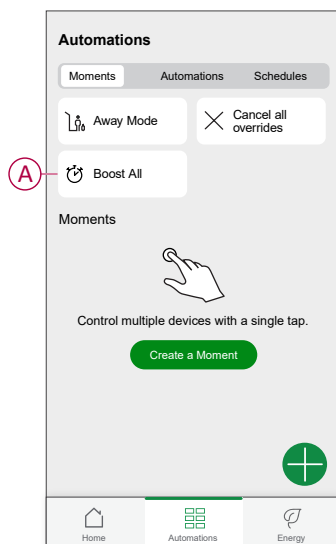 Automations
Moments Automations Schedules
Away Mode
Cancel all
overrides
A
Boost All
Moments
Control multiple devices with a single tap.
Create a Moment
Home Automations Energy